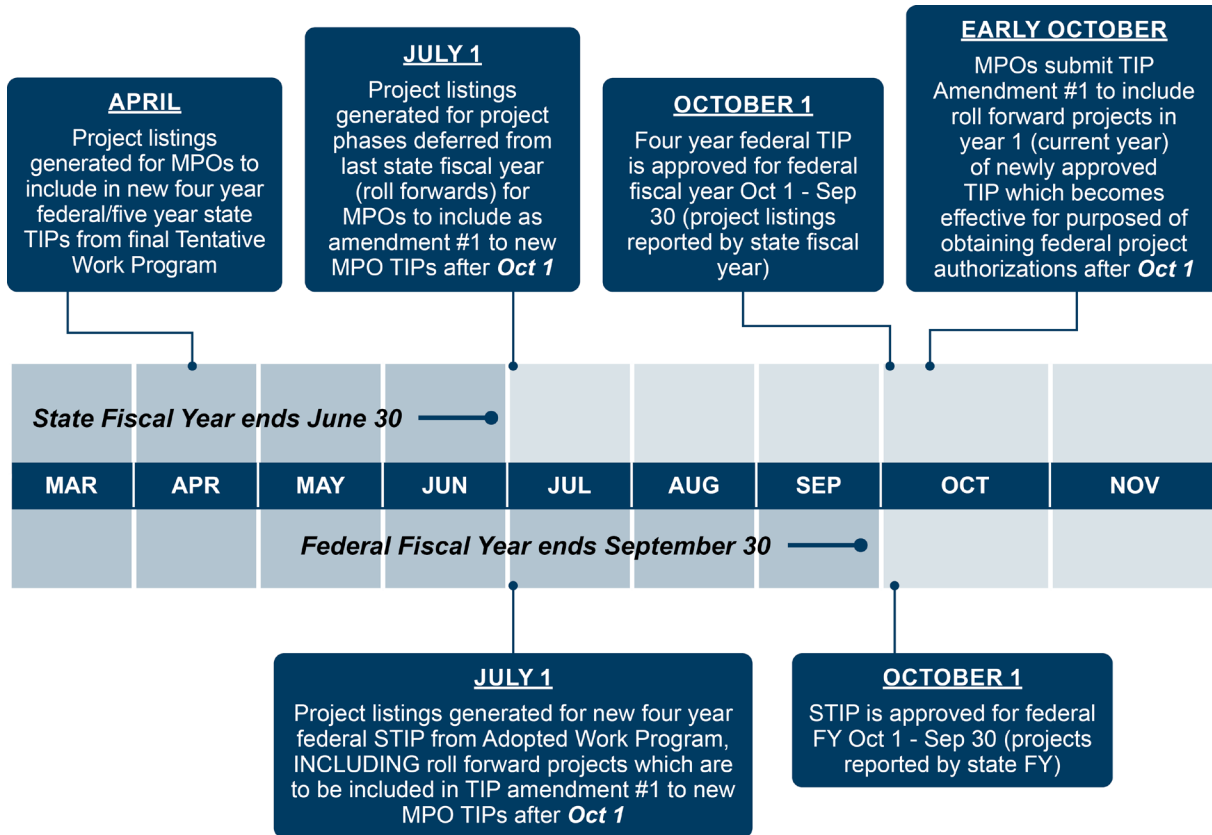 APRIL
Project listings
generated for MPOs to
include in new four year
federal/five year state
TIPs from final Tentative
Work Program
JULY 1
Project listings
generated for project
phases deferred from
last state fiscal year
(roll forwards) for
MPOs to include as
amendment #1 to new
MPO TIPs after Oct 1
OCTOBER 1
Four year federal TIP
is approved for federal
fiscal year Oct 1 - Sep
30 (project listings
reported by state fiscal
year)
EARLY OCTOBER
MPOs submit TIP
Amendment #1 to include
roll forward projects in
year 1 (current year)
of newly approved
TIP which becomes
effective for purposed of
obtaining federal project
authorizations after Oct 1
State Fiscal Year ends June 30
MAR APR MAY JUN JUL AUG SEP OCT NOV
Federal Fiscal Year ends September 30
JULY 1
Project listings generated for new four year
federal STIP from Adopted Work Program,
INCLUDING roll forward projects which are
to be included in TIP amendment #1 to new
MPO TIPs after Oct 1
OCTOBER 1
STIP is approved for federal
FY Oct 1 - Sep 30 (projects
reported by state FY)